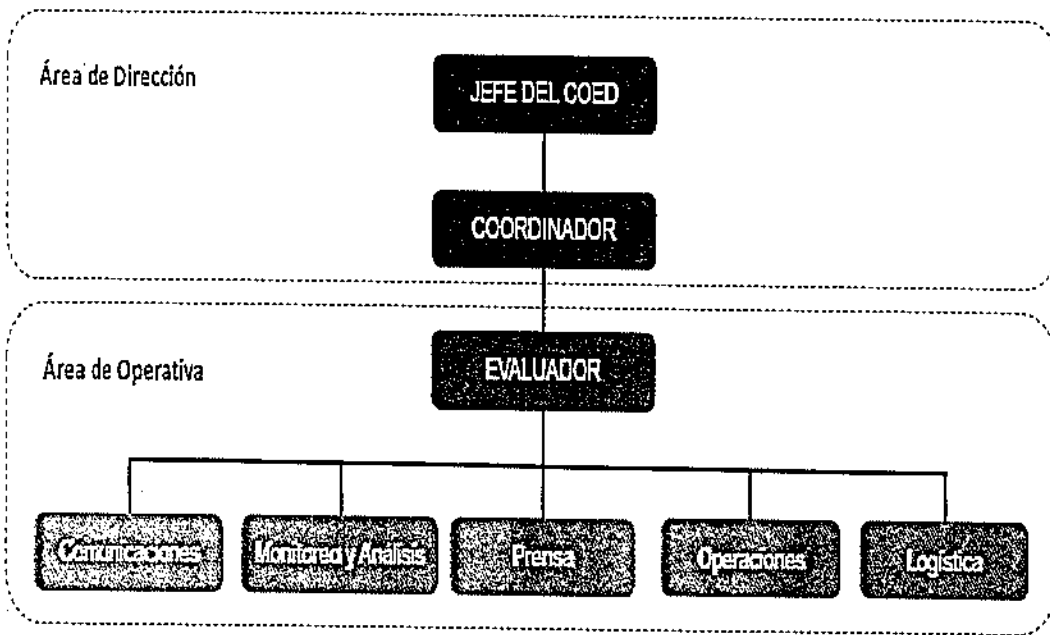 Área de Dirección
JEFE DEL COED
COORDINADOR
Área de Operativa
EVALUADOR
Comunicaciones
Monitoreo y Análisis
Prensa
Operaciones
Logística